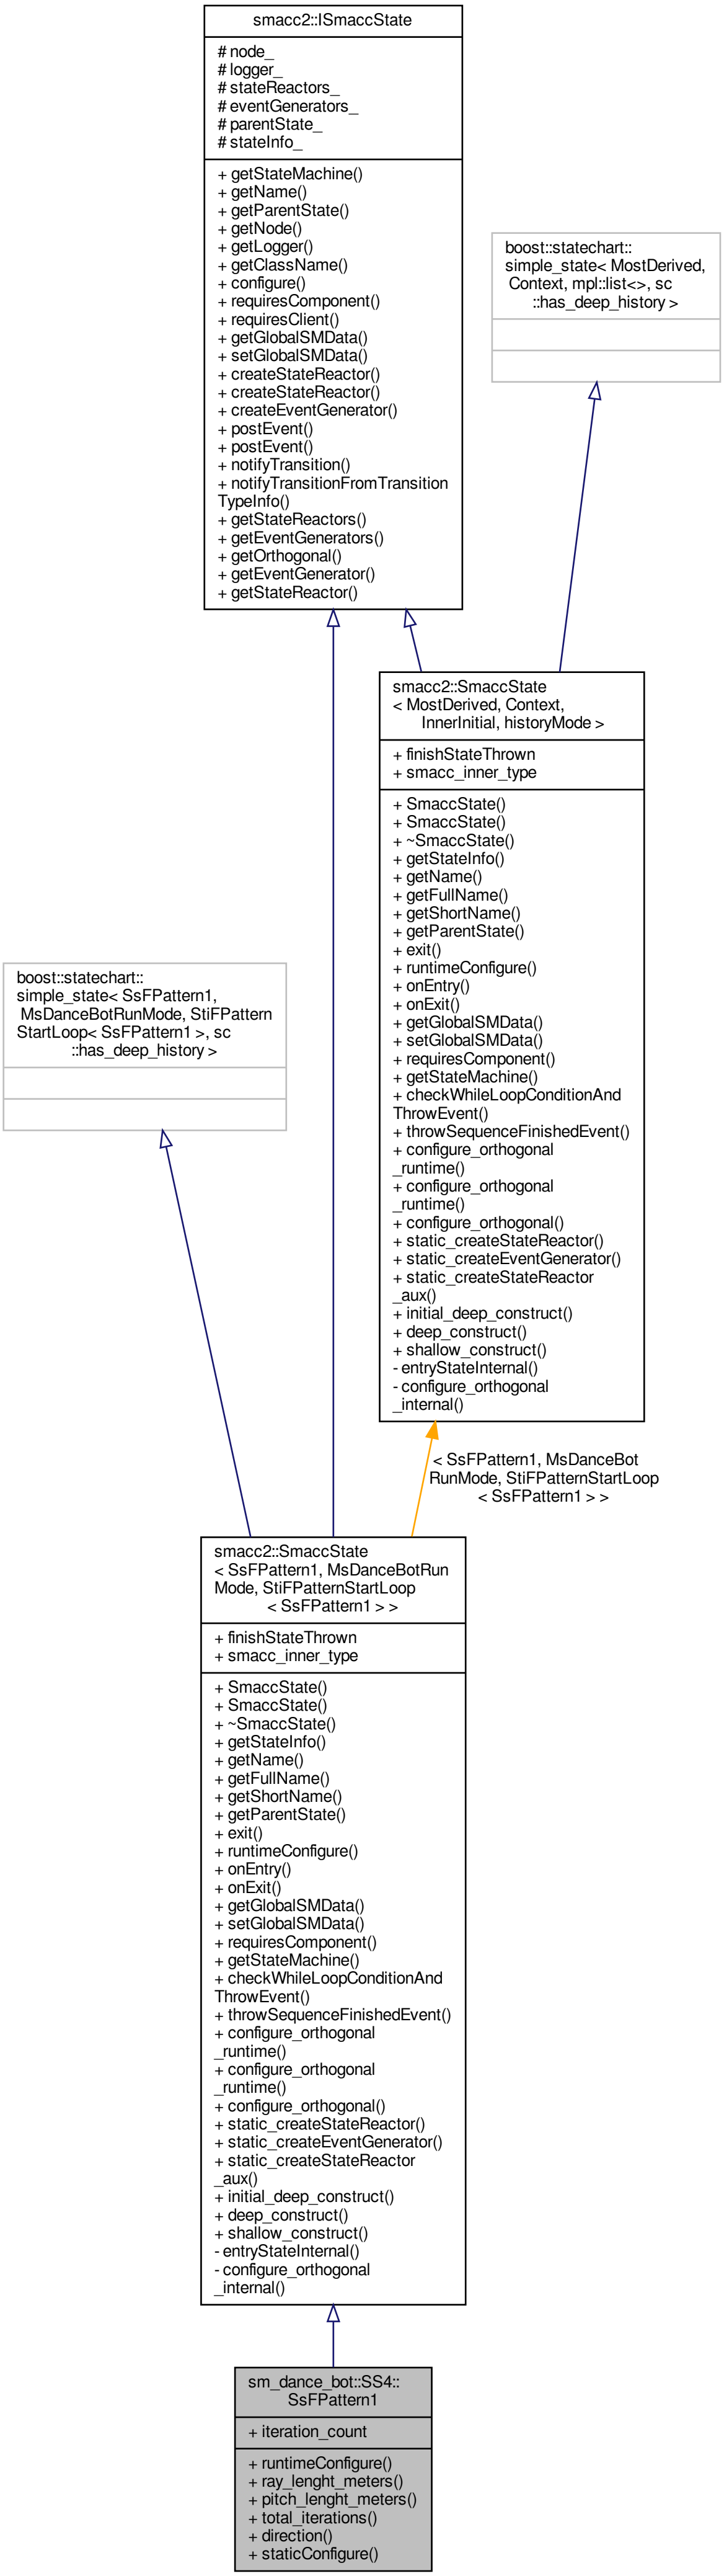 smacc2::ISmaccState
# node_
# logger_
# stateReactors_
# eventGenerators_
# parentState_
# stateInfo_
+ getStateMachine()
+ getName()
+ getParentState()
+ getNode()
+ getLogger()
+ getClassName()
+ configure()
+ requiresComponent()
+ requiresClient()
+ getGlobalSMData()
+ setGlobalSMData()
+ createStateReactor()
+ createStateReactor()
+ createEventGenerator()
+ postEvent()
+ postEvent()
+ notifyTransition()
+ notifyTransitionFromTransition
TypeInfo()
+ getStateReactors()
+ getEventGenerators()
+ getOrthogonal()
+ getEventGenerator()
+ getStateReactor()
boost::statechart::
simple_state< MostDerived,
Context, mpl::list<>, sc
::has_deep_history >
smacc2::SmaccState
< MostDerived, Context,
InnerInitial, historyMode >
+ finishStateThrown
+ smacc_inner_type
+ SmaccState()
+ SmaccState()
+ ~SmaccState()
+ getStateInfo()
+ getName()
+ getFullName()
+ getShortName()
+ getParentState()
+ exit()
+ runtimeConfigure()
+ onEntry()
+ onExit()
+ getGlobalSMData()
+ setGlobalSMData()
+ requiresComponent()
+ getStateMachine()
+ checkWhileLoopConditionAnd
ThrowEvent()
+ throwSequenceFinishedEvent()
+ configure_orthogonal
_runtime()
+ configure_orthogonal
_runtime()
+ configure_orthogonal()
+ static_createStateReactor()
+ static_createEventGenerator()
+ static_createStateReactor
_aux()
+ initial_deep_construct()
+ deep_construct()
+ shallow_construct()
- entryStateInternal()
- configure_orthogonal
_internal()
boost::statechart::
simple_state< SsFPattern1,
MsDanceBotRunMode, StiFPattern
StartLoop< SsFPattern1 >, sc
::has_deep_history >
< SsFPattern1, MsDanceBot
RunMode, StiFPatternStartLoop
< SsFPattern1 > >
smacc2::SmaccState
< SsFPattern1, MsDanceBotRun
Mode, StiFPatternStartLoop
< SsFPattern1 > >
+ finishStateThrown
+ smacc_inner_type
+ SmaccState()
+ SmaccState()
+ ~SmaccState()
+ getStateInfo()
+ getName()
+ getFullName()
+ getShortName()
+ getParentState()
+ exit()
+ runtimeConfigure()
+ onEntry()
+ onExit()
+ getGlobalSMData()
+ setGlobalSMData()
+ requiresComponent()
+ getStateMachine()
+ checkWhileLoopConditionAnd
ThrowEvent()
+ throwSequenceFinishedEvent()
+ configure_orthogonal
_runtime()
+ configure_orthogonal
_runtime()
+ configure_orthogonal()
+ static_createStateReactor()
+ static_createEventGenerator()
+ static_createStateReactor
_aux()
+ initial_deep_construct()
+ deep_construct()
+ shallow_construct()
- entryStateInternal()
- configure_orthogonal
_internal()
sm_dance_bot::SS4::
SsFPattern1
+ iteration_count
+ runtimeConfigure()
+ ray_lenght_meters()
+ pitch_lenght_meters()
+ total_iterations()
+ direction()
+ staticConfigure()